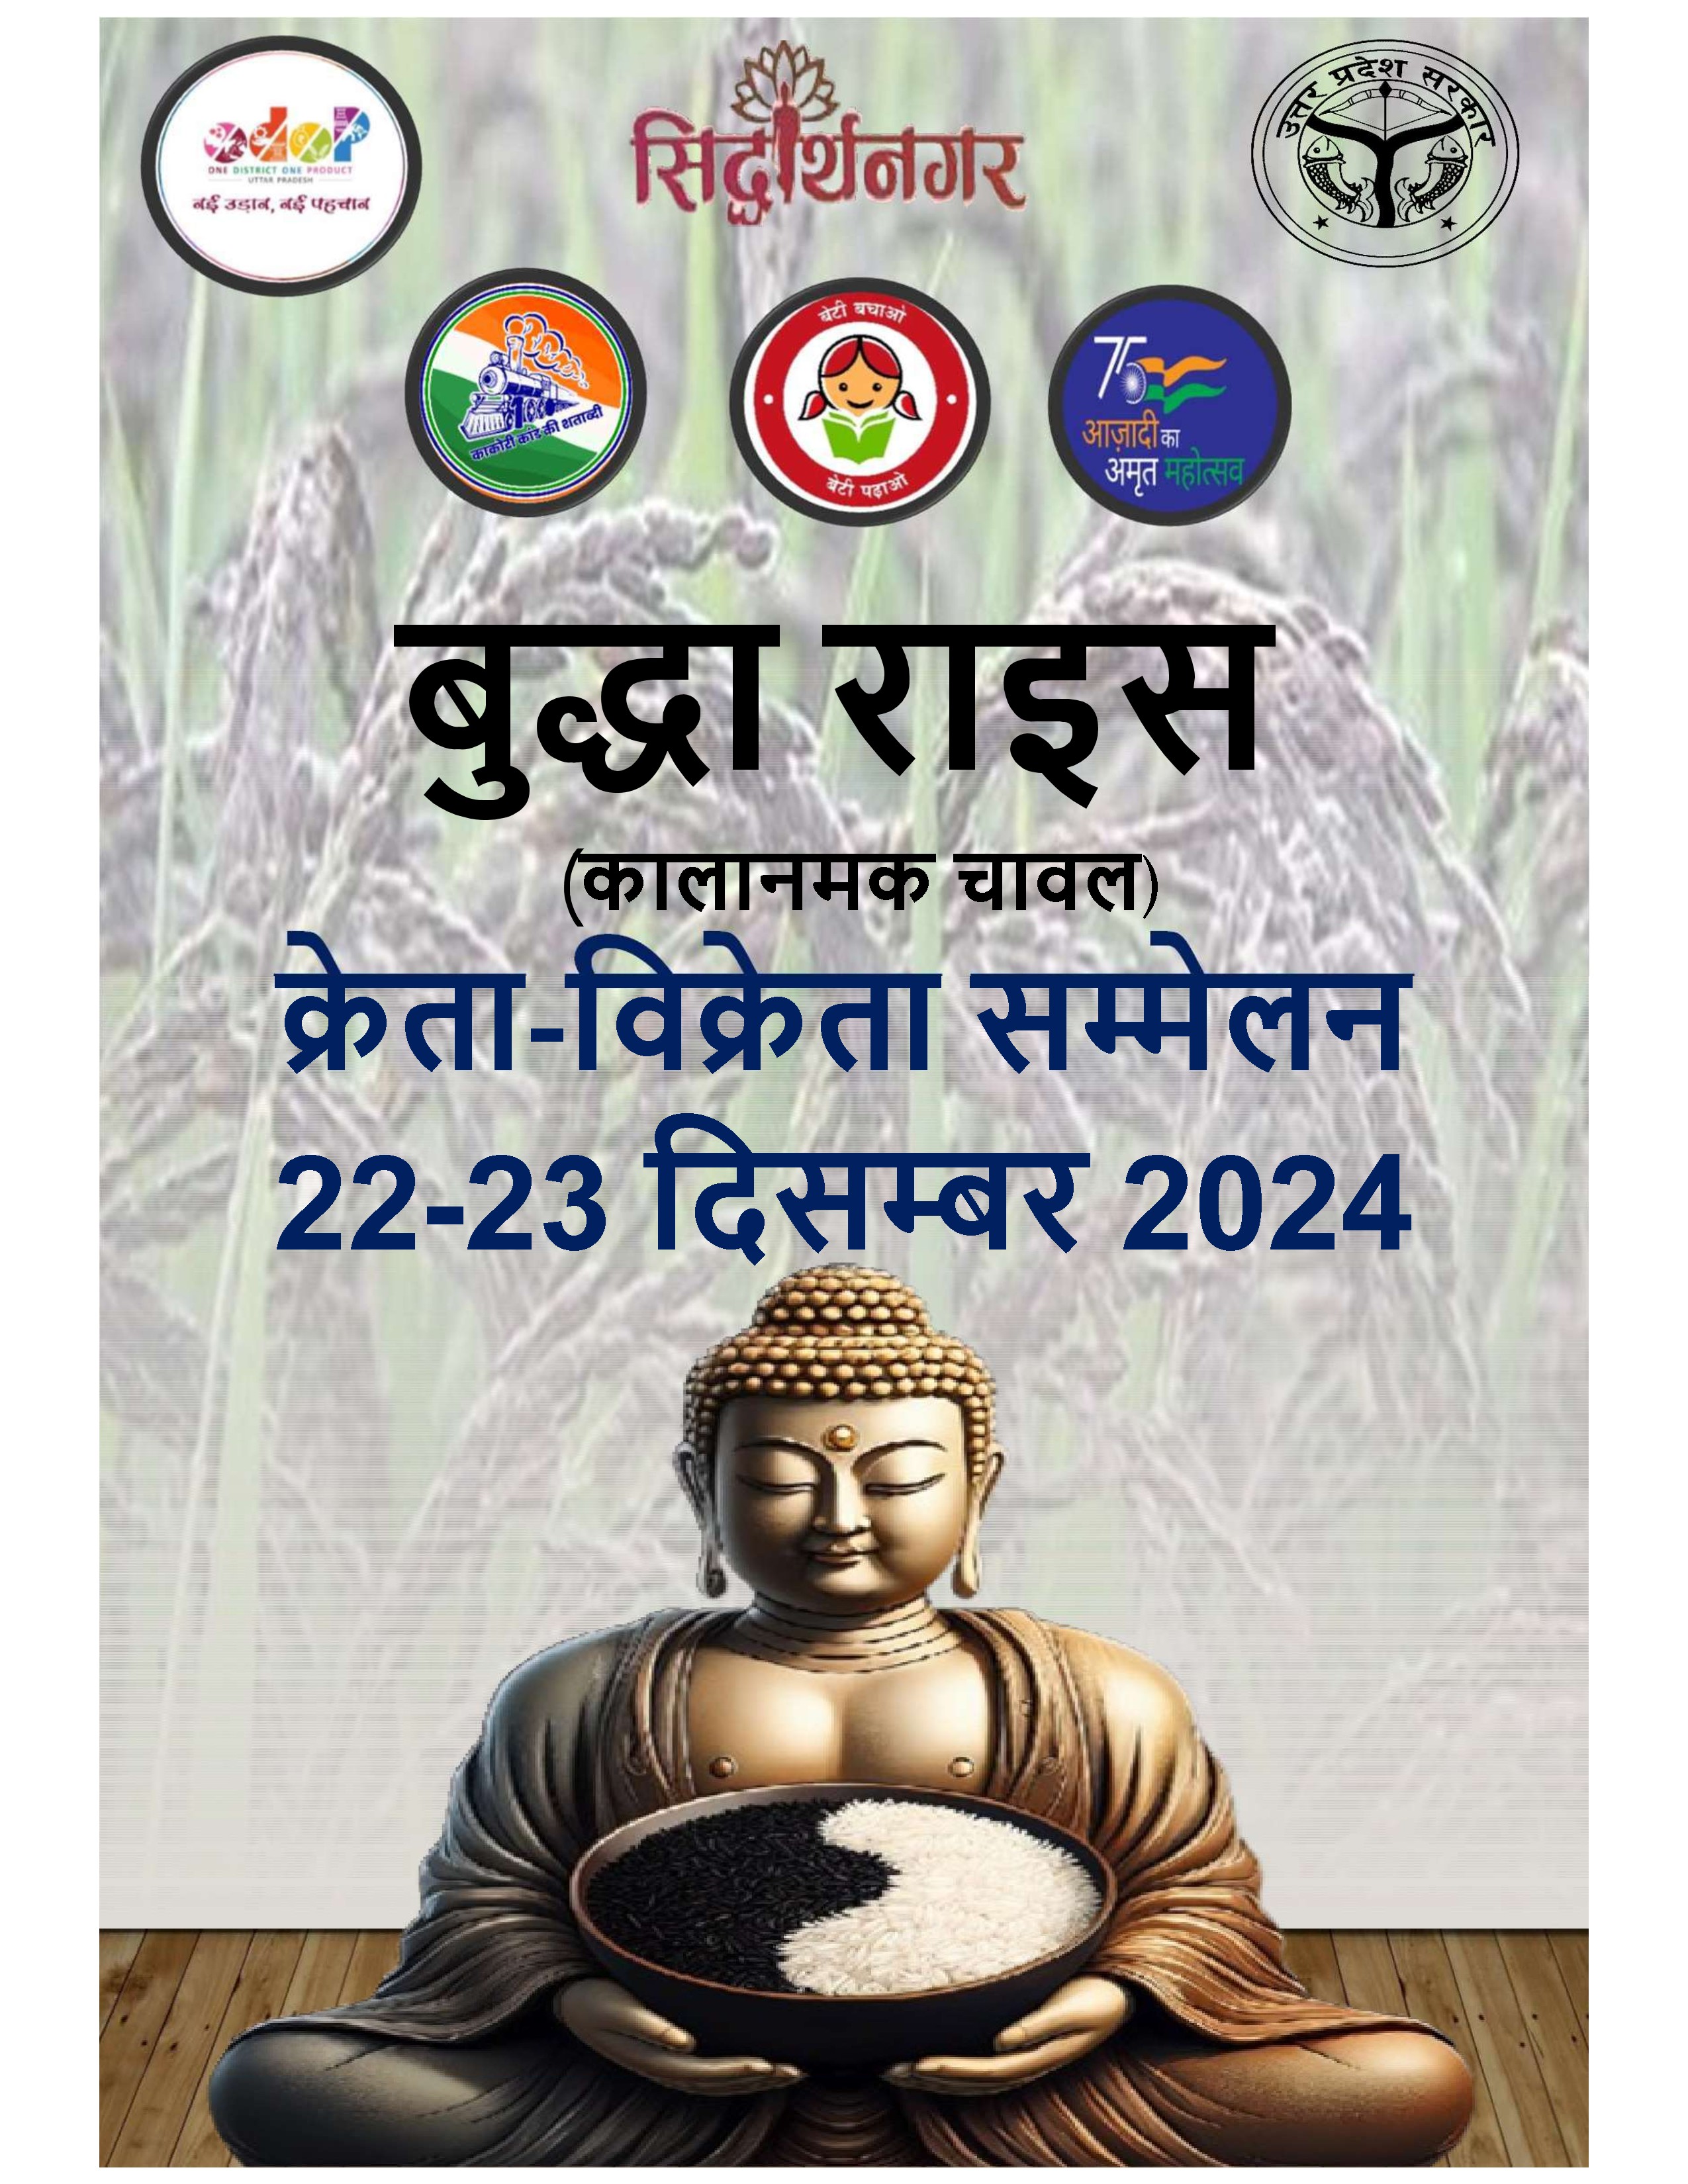 odop
ONE DISTRICT ONE PRODUCT
UTTAR PRADESH
नई उड़ान, नई पहचान
सिद्धार्थनगर
उत्तर प्रदेश सरकार
काकोरी कांड की शताब्दी
बेटी बचाओ
बेटी पढ़ाओ
75
आज़ादी का
अमृत महोत्सव
बुद्धा राइस
(कालानमक चावल)
क्रेता-विक्रेता सम्मेलन
22-23 दिसम्बर 2024